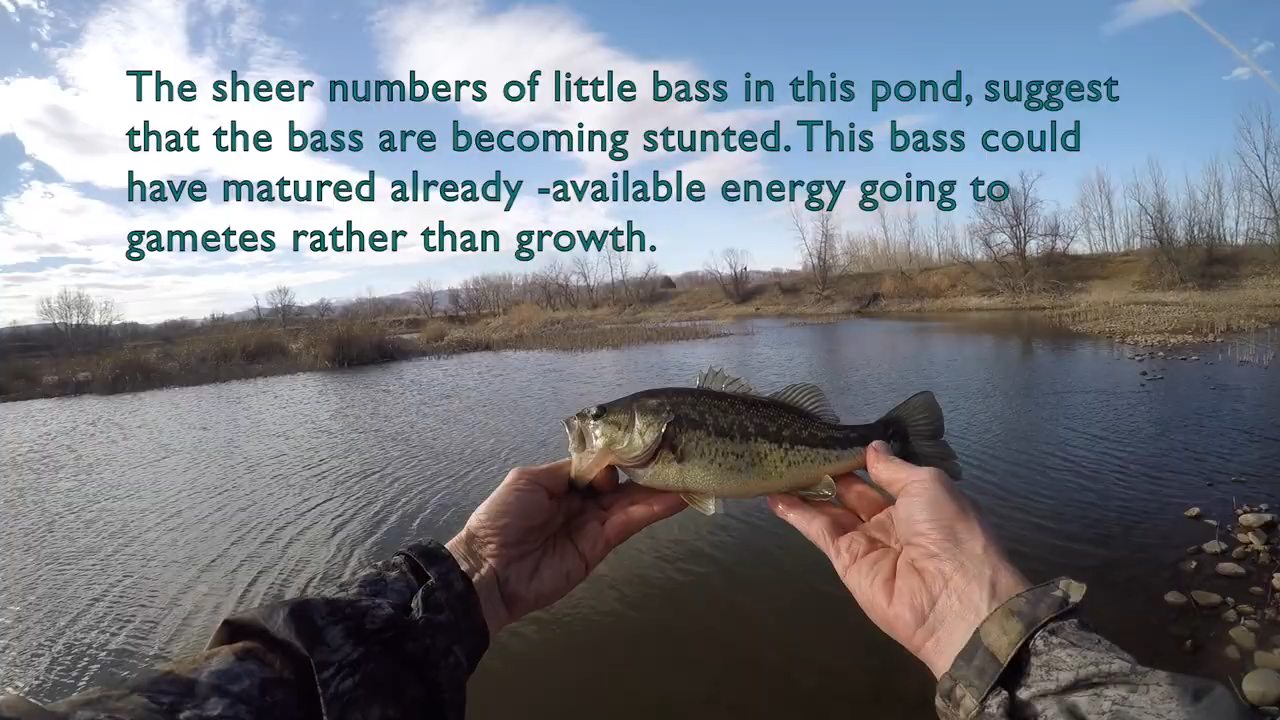 The sheer numbers of little bass in this pond, suggest
that the bass are becoming stunted. This bass could
have matured already -available energy going to
gametes rather than growth.